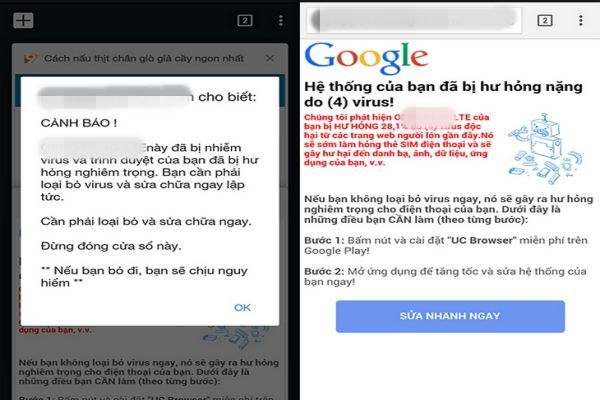 2
Cách nấu thịt chân giò giả cầy ngon nhất
cho biết:
CẢNH BÁO !
này đã bị nhiễm
virus và trình duyệt của bạn đã bị hư
hỏng nghiêm trọng. Bạn cần phải
loại bỏ virus và sửa chữa ngay lập
tức.
Cần phải loại bỏ và sửa chữa ngay.
Đừng đóng cửa sổ này.
** Nếu bạn bỏ đi, bạn sẽ chịu nguy
hiểm **
OK
dụng của bạn, v.v.
Nếu bạn không loại bỏ virus ngay, nó sẽ gây ra hư hỏng
nghiêm trọng cho điện thoại của bạn. Dưới đây là
những điều bạn CẦN làm (theo từng bước):
Bước 1: Bấm nút và cài đặt "UC Browser" miễn phí trên
2
Google
Hệ thống của bạn đã bị hư hỏng nặng
do (4) virus!
Chúng tôi phát hiện LTE của
bạn bị HƯ HỎNG 28,1% do (4) virus độc
hại từ các trang web người lớn gần đây.Nó
sẽ sớm làm hỏng thẻ SIM điện thoại và sẽ
gây hư hại đến danh bạ, ảnh, dữ liệu, ứng
dụng của bạn, v.v.
Nếu bạn không loại bỏ virus ngay, nó sẽ gây ra hư hỏng
nghiêm trọng cho điện thoại của bạn. Dưới đây là
những điều bạn CẦN làm (theo từng bước):
Bước 1: Bấm nút và cài đặt "UC Browser" miễn phí trên
Google Play!
Bước 2: Mở ứng dụng để tăng tốc và sửa hệ thống của
bạn ngay!
SỬA NHANH NGAY